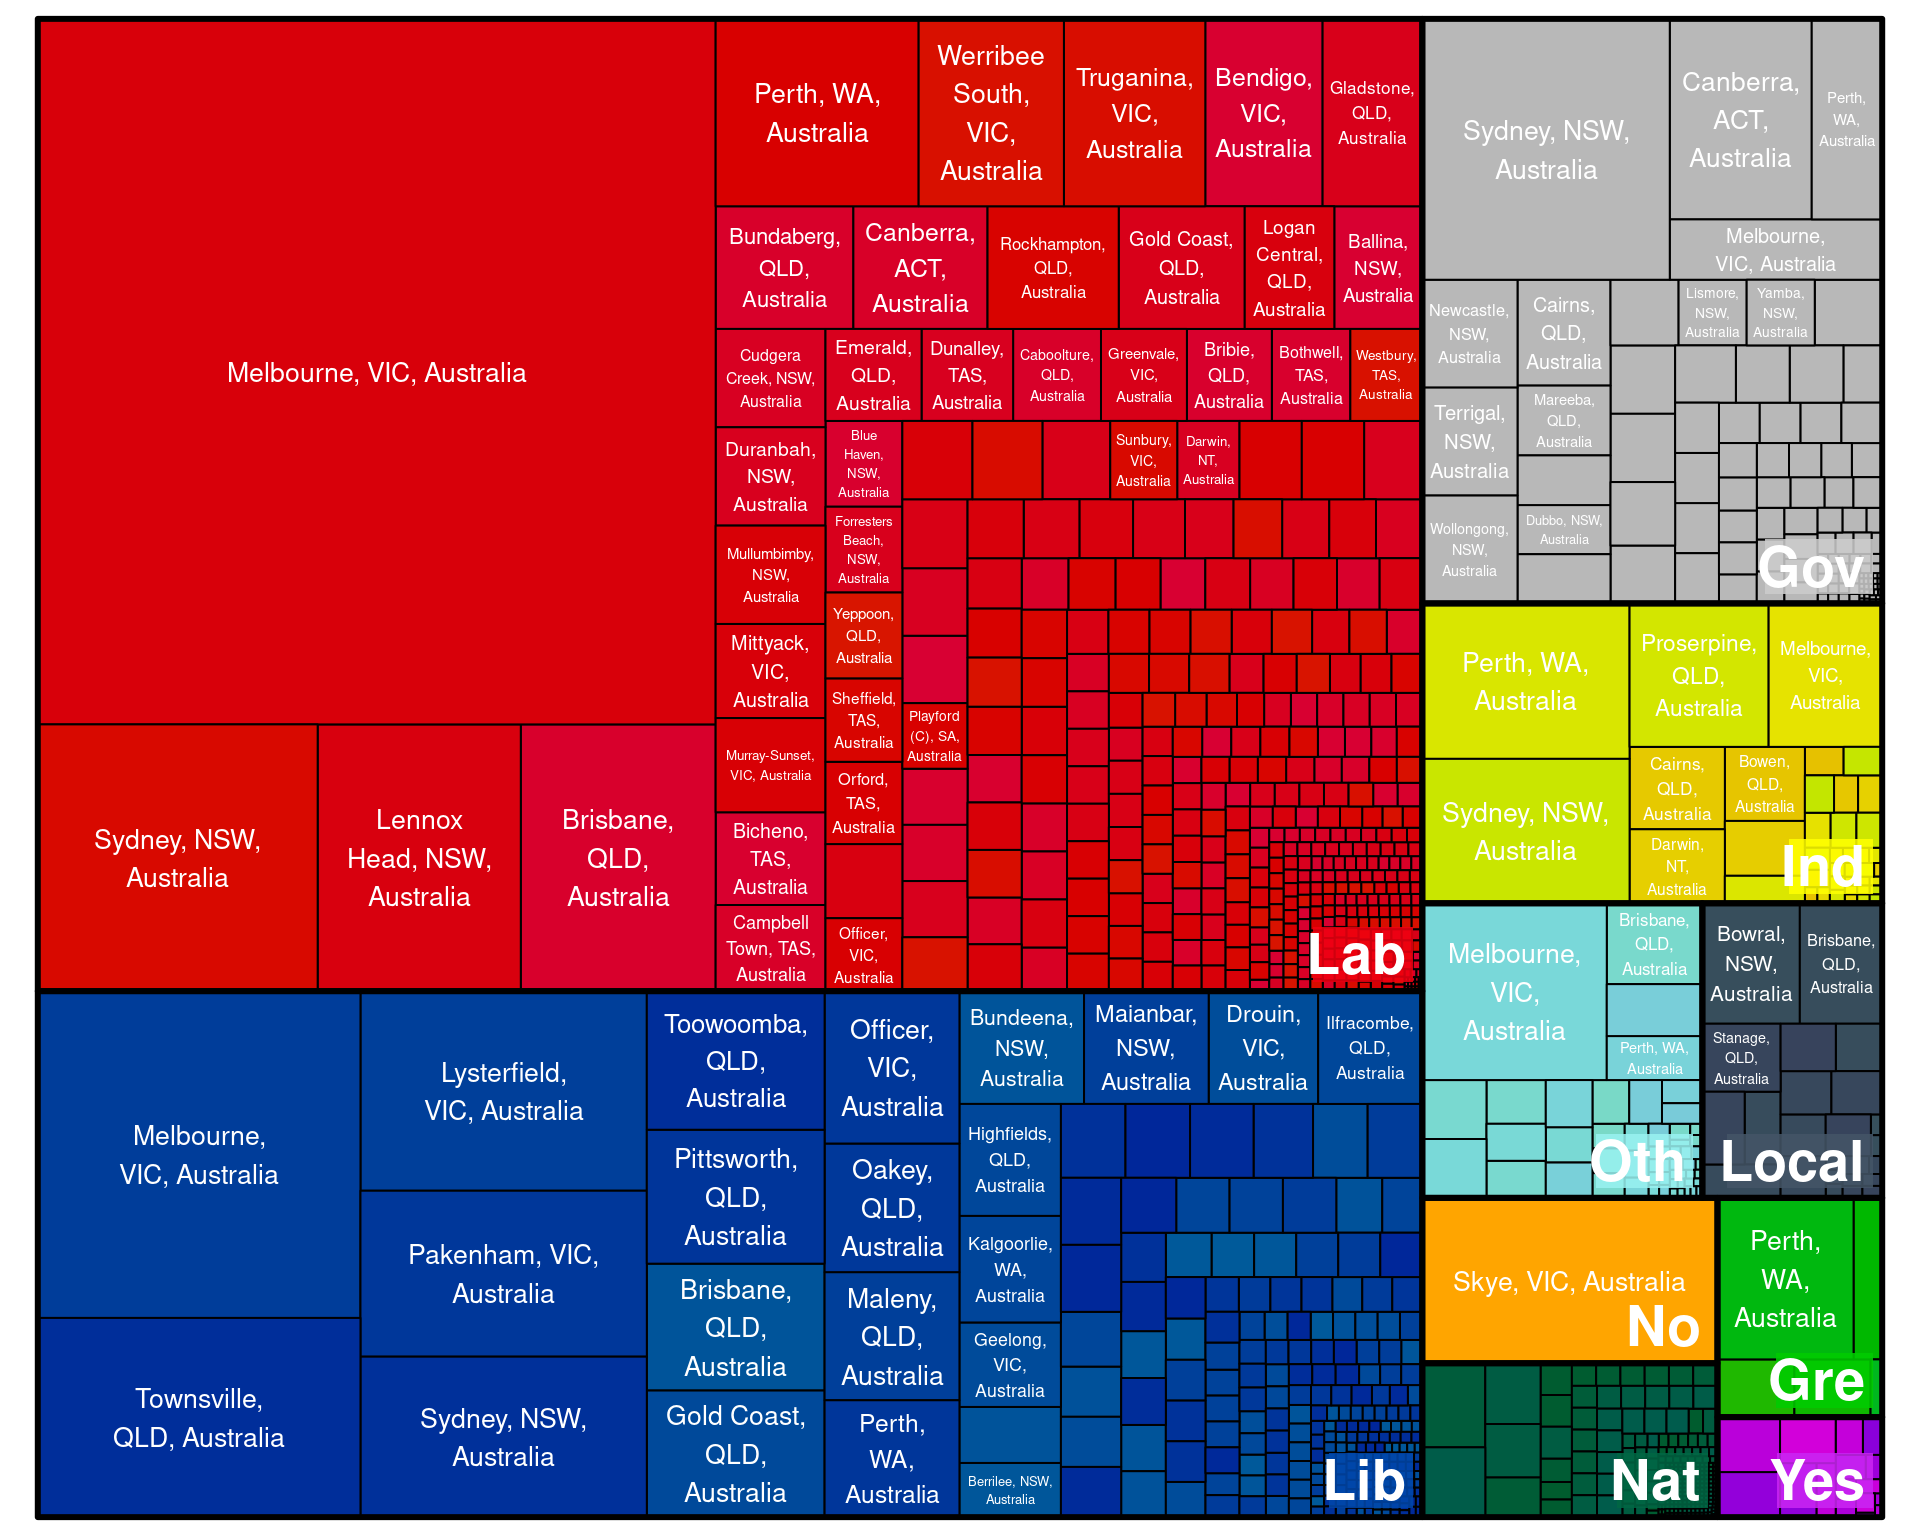 Melbourne, VIC, Australia
Sydney, NSW,
Australia
Lennox
Head, NSW,
Australia
Brisbane,
QLD,
Australia
Perth, WA,
Australia
Werribee
South,
VIC,
Australia
Truganina,
VIC,
Australia
Bendigo,
VIC,
Australia
Gladstone,
QLD,
Australia
Bundaberg,
QLD,
Australia
Canberra,
ACT,
Australia
Rockhampton,
QLD,
Australia
Gold Coast,
QLD,
Australia
Logan
Central,
QLD,
Australia
Ballina,
NSW,
Australia
Cudgera
Creek, NSW,
Australia
Emerald,
QLD,
Australia
Dunalley,
TAS,
Australia
Caboolture,
QLD,
Australia
Greenvale,
VIC,
Australia
Bribie,
QLD,
Australia
Bothwell,
TAS,
Australia
Westbury,
TAS,
Australia
Duranbah,
NSW,
Australia
Blue
Haven,
NSW,
Australia
Sunbury,
VIC,
Australia
Darwin,
NT,
Australia
Mullumbimby,
NSW,
Australia
Forresters
Beach,
NSW,
Australia
Mittyack,
VIC,
Australia
Yeppoon,
QLD,
Australia
Sheffield,
TAS,
Australia
Playford
(C), SA,
Australia
Murray-Sunset,
VIC, Australia
Orford,
TAS,
Australia
Bicheno,
TAS,
Australia
Campbell
Town, TAS,
Australia
Officer,
VIC,
Australia
Lab
Melbourne,
VIC, Australia
Townsville,
QLD, Australia
Lysterfield,
VIC, Australia
Pakenham, VIC,
Australia
Sydney, NSW,
Australia
Toowoomba,
QLD,
Australia
Pittsworth,
QLD,
Australia
Brisbane,
QLD,
Australia
Gold Coast,
QLD,
Australia
Officer,
VIC,
Australia
Oakey,
QLD,
Australia
Maleny,
QLD,
Australia
Perth,
WA,
Australia
Bundeena,
NSW,
Australia
Maianbar,
NSW,
Australia
Drouin,
VIC,
Australia
Ilfracombe,
QLD,
Australia
Highfields,
QLD,
Australia
Kalgoorlie,
WA,
Australia
Geelong,
VIC,
Australia
Berrilee, NSW,
Australia
Lib
Sydney, NSW,
Australia
Canberra,
ACT,
Australia
Perth,
WA,
Australia
Melbourne,
VIC, Australia
Newcastle,
NSW,
Australia
Cairns,
QLD,
Australia
Lismore,
NSW,
Australia
Yamba,
NSW,
Australia
Terrigal,
NSW,
Australia
Mareeba,
QLD,
Australia
Wollongong,
NSW,
Australia
Dubbo, NSW,
Australia
Gov
Perth, WA,
Australia
Sydney, NSW,
Australia
Proserpine,
QLD,
Australia
Melbourne,
VIC,
Australia
Cairns,
QLD,
Australia
Bowen,
QLD,
Australia
Darwin,
NT,
Australia
Ind
Melbourne,
VIC,
Australia
Brisbane,
QLD,
Australia
Perth, WA,
Australia
Oth
Bowral,
NSW,
Australia
Brisbane,
QLD,
Australia
Stanage,
QLD,
Australia
Local
Skye, VIC, Australia
No
Perth,
WA,
Australia
Gre
Nat
Yes